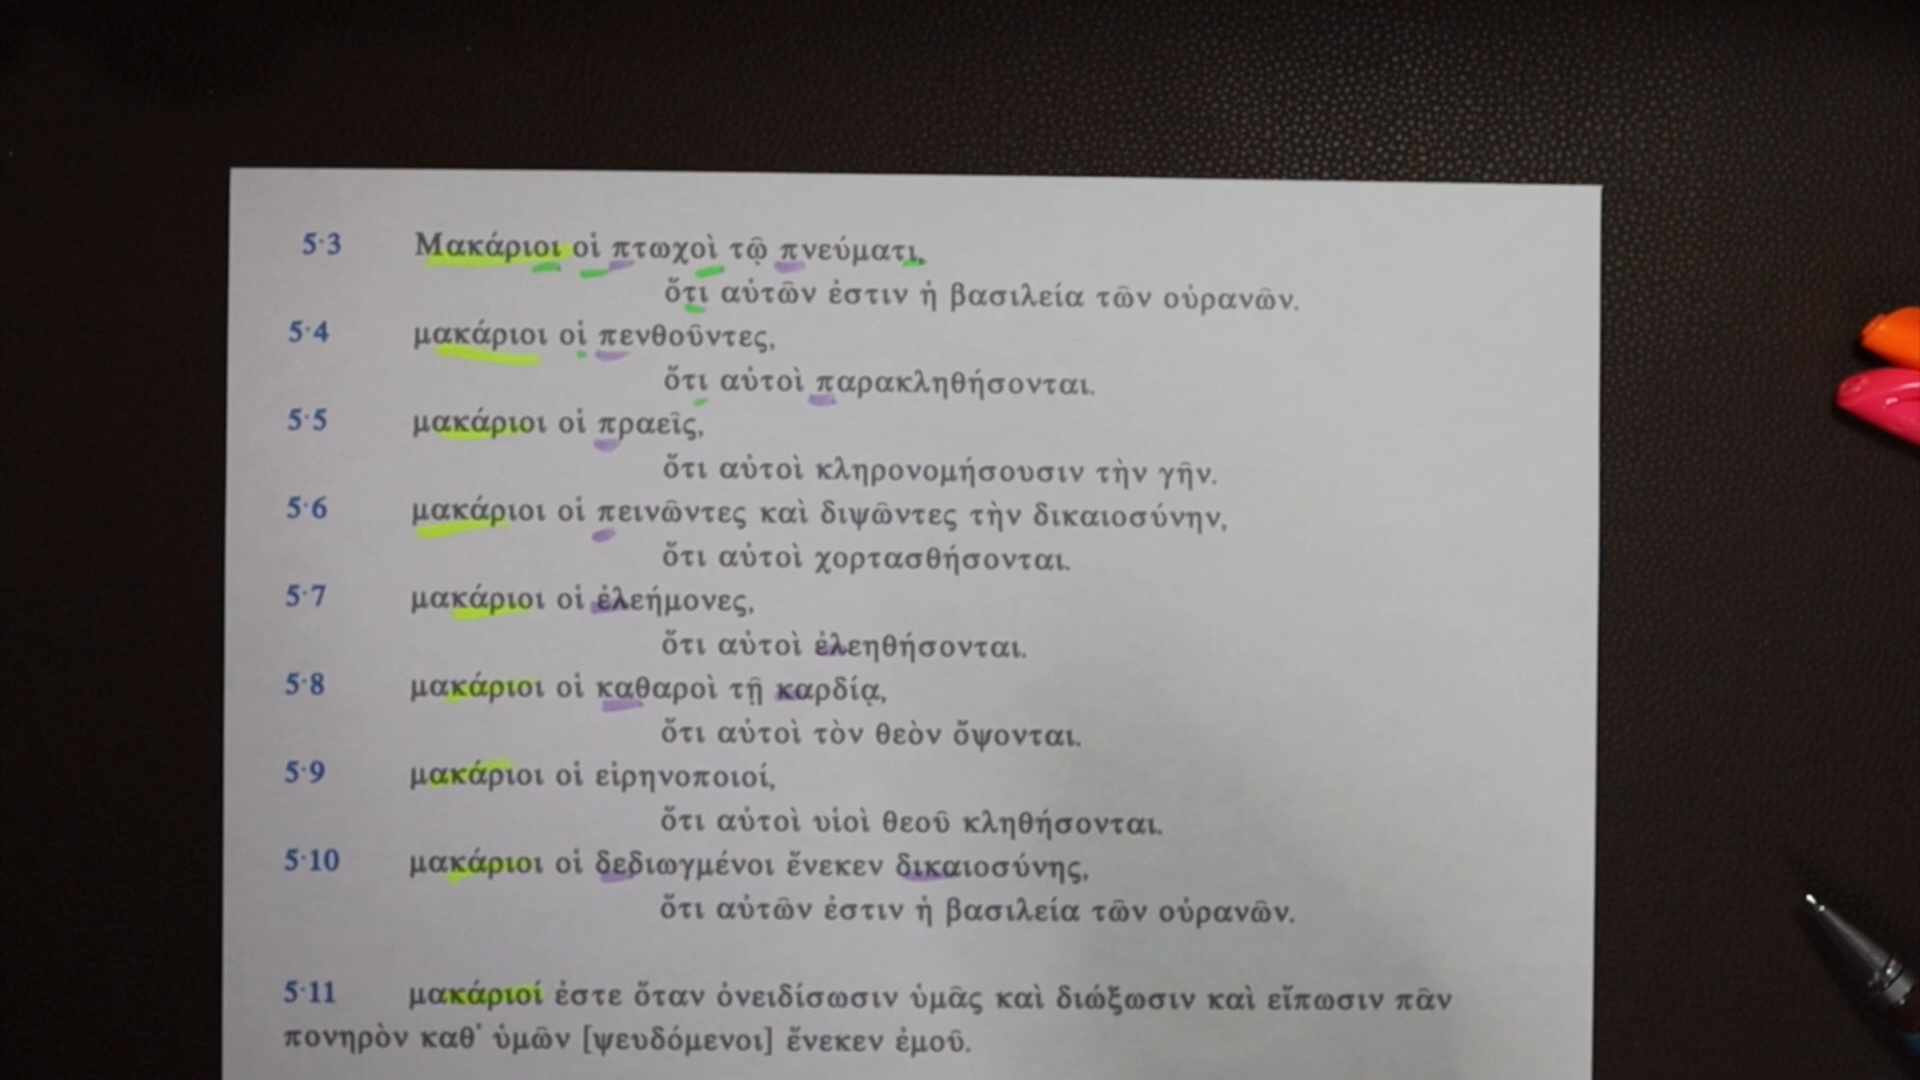 5·3 Μακάριοι οἱ πτωχοὶ τῷ πνεύματι,
ὅτι αὐτῶν ἐστιν ἡ βασιλεία τῶν οὐρανῶν.
5·4 μακάριοι οἱ πενθοῦντες,
ὅτι αὐτοὶ παρακληθήσονται.
5·5 μακάριοι οἱ πραεῖς,
ὅτι αὐτοὶ κληρονομήσουσιν τὴν γῆν.
5·6 μακάριοι οἱ πεινῶντες καὶ διψῶντες τὴν δικαιοσύνην,
ὅτι αὐτοὶ χορτασθήσονται.
5·7 μακάριοι οἱ ἐλεήμονες,
ὅτι αὐτοὶ ἐλεηθήσονται.
5·8 μακάριοι οἱ καθαροὶ τῇ καρδίᾳ,
ὅτι αὐτοὶ τὸν θεὸν ὄψονται.
5·9 μακάριοι οἱ εἰρηνοποιοί,
ὅτι αὐτοὶ υἱοὶ θεοῦ κληθήσονται.
5·10 μακάριοι οἱ δεδιωγμένοι ἕνεκεν δικαιοσύνης,
ὅτι αὐτῶν ἐστιν ἡ βασιλεία τῶν οὐρανῶν.
5·11 μακάριοί ἐστε ὅταν ὀνειδίσωσιν ὑμᾶς καὶ διώξωσιν καὶ εἴπωσιν πᾶν
πονηρὸν καθ᾽ ὑμῶν [ψευδόμενοι] ἕνεκεν ἐμοῦ.